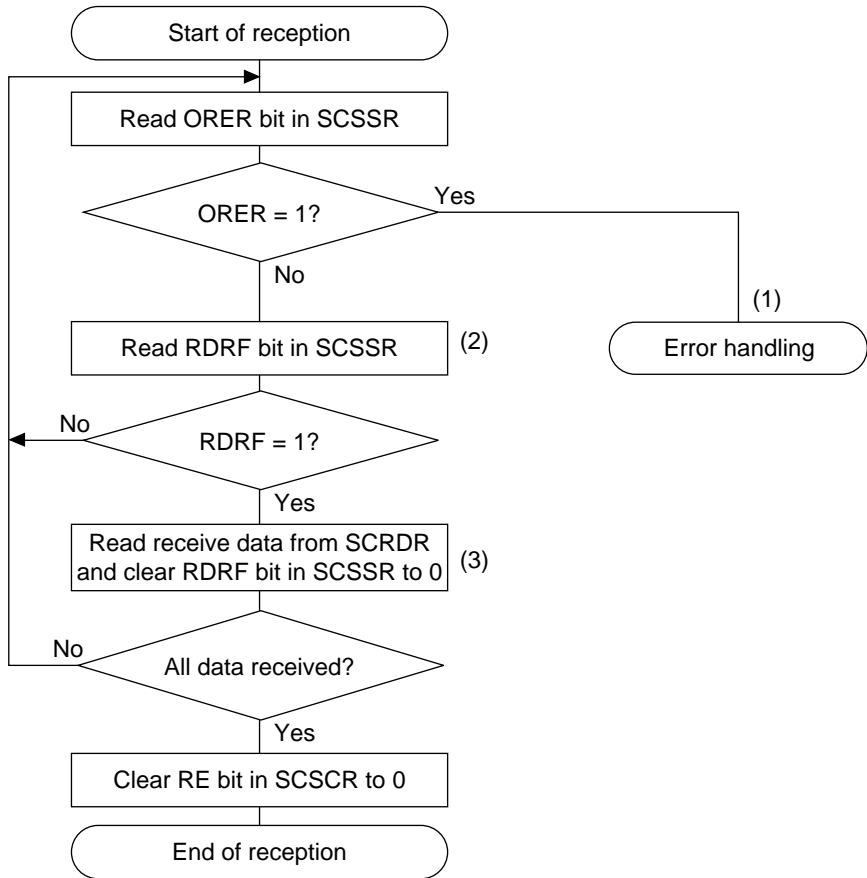 Start of reception
Read ORER bit in SCSSR
ORER = 1?
Yes
No
(1)
Error handling
Read RDRF bit in SCSSR
(2)
No
RDRF = 1?
Yes
Read receive data from SCRDR
and clear RDRF bit in SCSSR to 0
(3)
No
All data received?
Yes
Clear RE bit in SCSCR to 0
End of reception